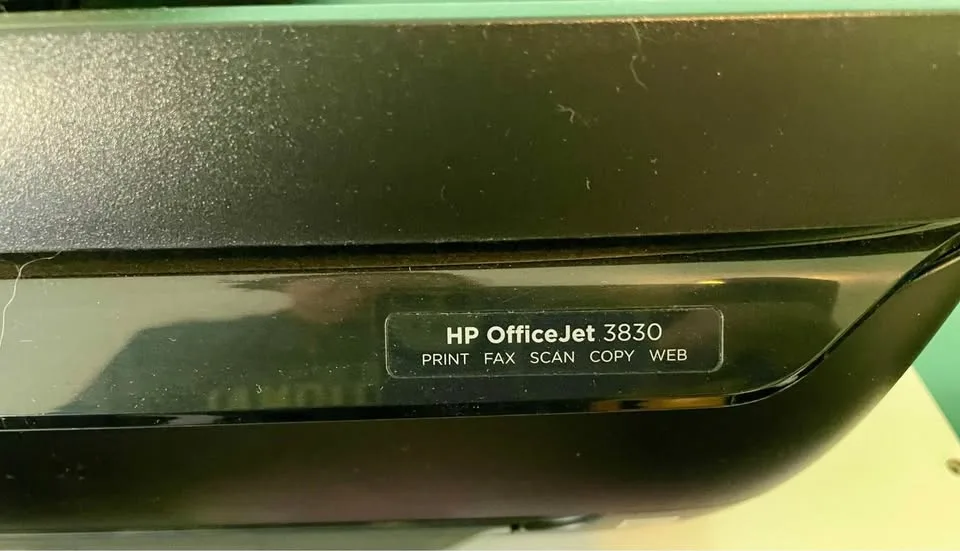 HP OfficeJet 3830
PRINT FAX SCAN COPY WEB